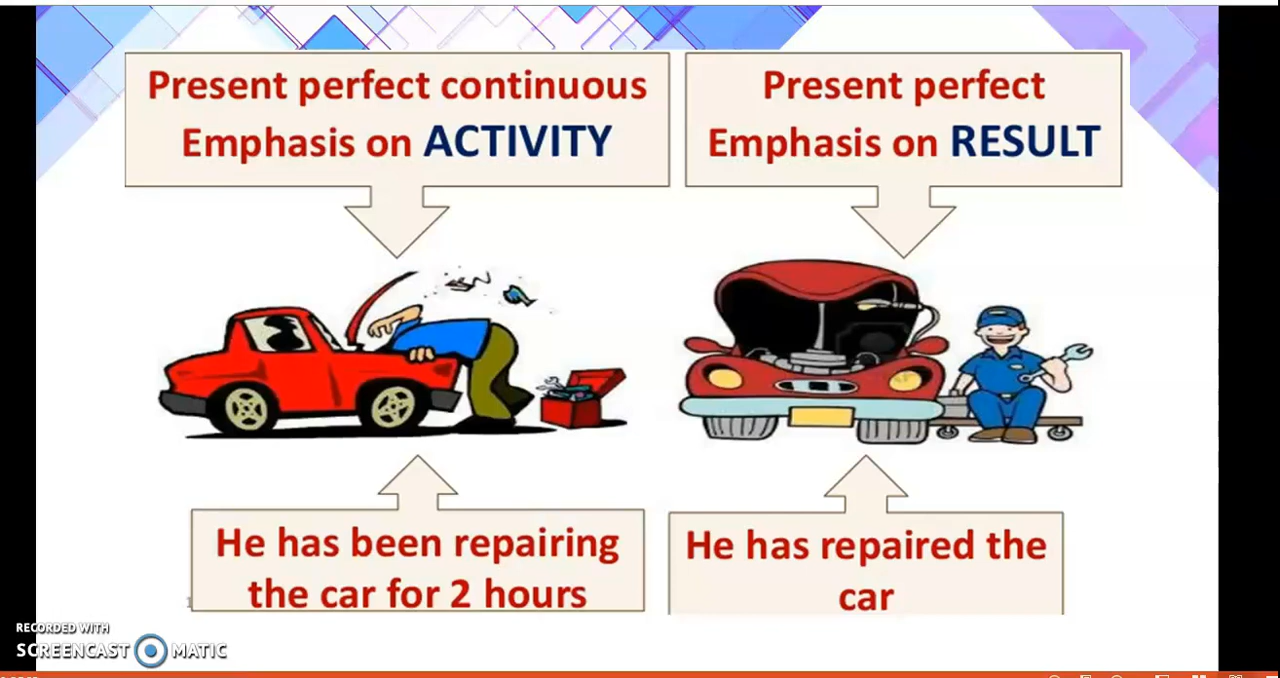 Present perfect continuous
Emphasis on ACTIVITY
Present perfect
Emphasis on RESULT
He has been repairing
the car for 2 hours
He has repaired the
car
RECORDED WITH
SCREENCAST MATIC